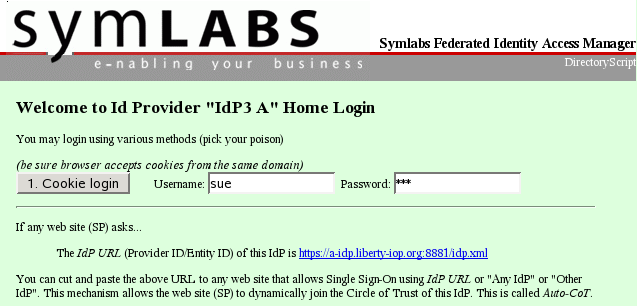 symLABS
e-nabling your business
Symlabs Federated Identity Access Manager
DirectoryScript
Welcome to Id Provider "IdP3 A" Home Login
You may login using various methods (pick your poison)
(be sure browser accepts cookies from the same domain)
1. Cookie login Username: sue Password: ***
If any web site (SP) asks...
The IdP URL (Provider ID/Entity ID) of this IdP is https://a-idp.liberty-iop.org:8881/idp.xml
You can cut and paste the above URL to any web site that allows Single Sign-On using IdP URL or "Any IdP" or "Other
IdP". This mechanism allows the web site (SP) to dynamically join the Circle of Trust of this IdP. This is called Auto-CoT.